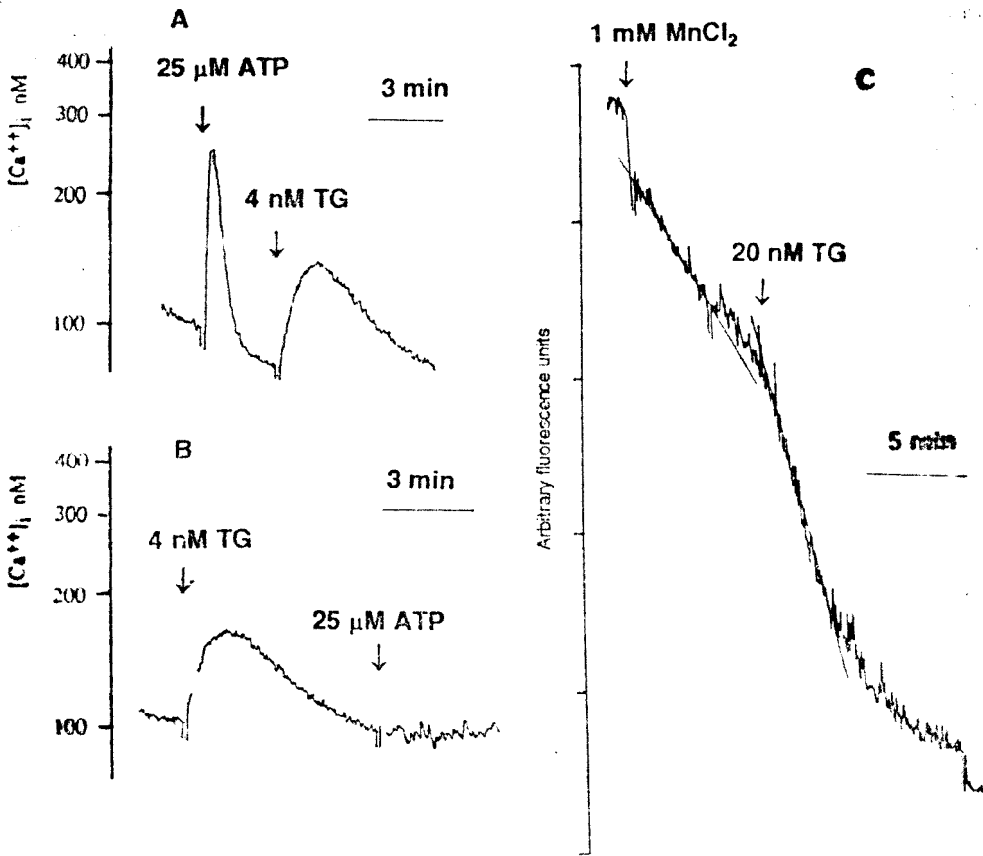 A
400
300
200
100
[Ca⁺⁺]ᵢ nM
25 µM ATP
3 min
4 nM TG
B
400
300
200
100
[Ca⁺⁺]ᵢ nM
3 min
4 nM TG
25 µM ATP
1 mM MnCl₂
C
20 nM TG
5 min
Arbitrary fluorescence units